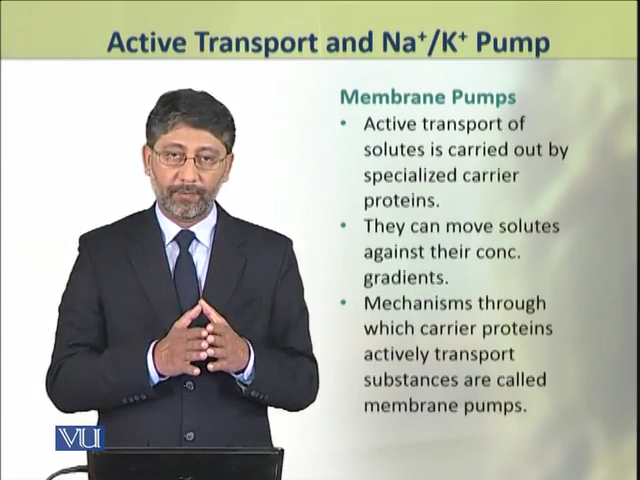 Active Transport and Na⁺/K⁺ Pump
Membrane Pumps
• Active transport of
solutes is carried out by
specialized carrier
proteins.
• They can move solutes
against their conc.
gradients.
• Mechanisms through
which carrier proteins
actively transport
substances are called
membrane pumps.
VU